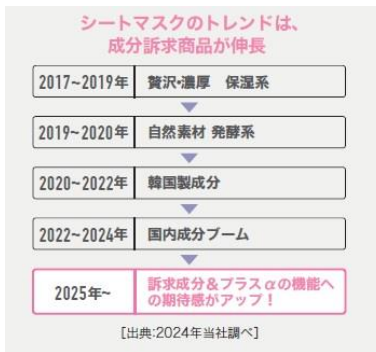 シートマスクのトレンドは、
成分訴求商品が伸長
2017~2019年 贅沢・濃厚 保湿系
2019~2020年 自然素材 発酵系
2020~2022年 韓国製成分
2022~2024年 国内成分ブーム
2025年~ 訴求成分&プラスαの機能へ
の期待感がアップ!
[出典:2024年当社調べ]